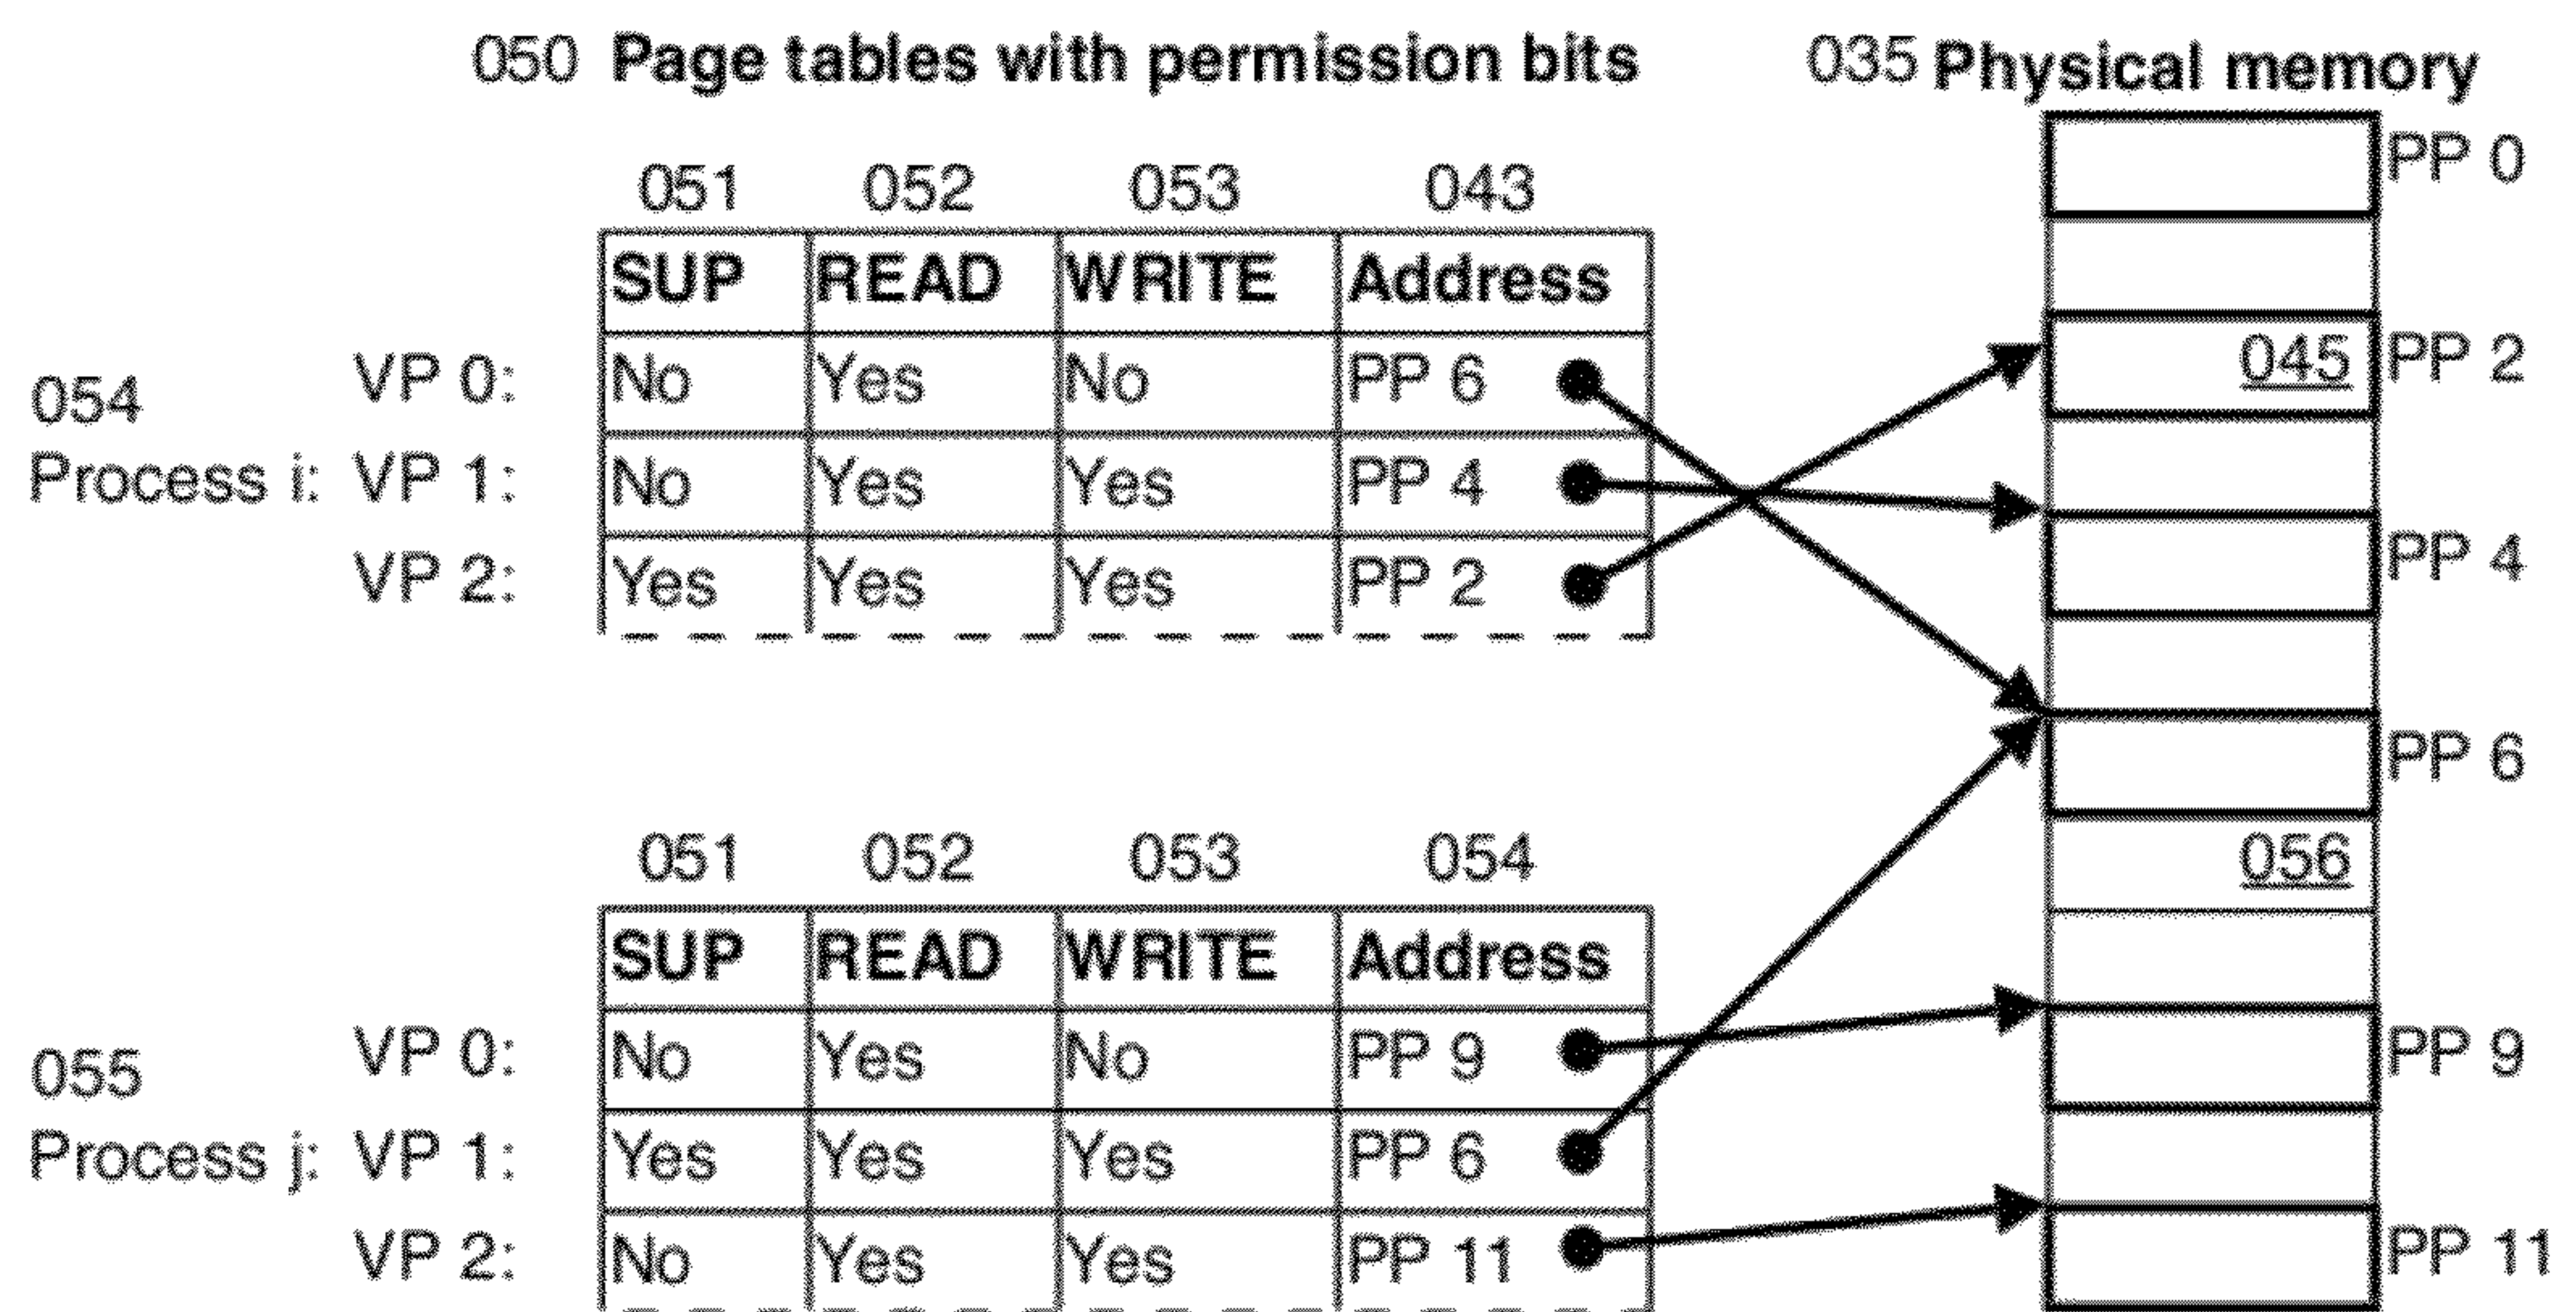 050 Page tables with permission bits
035 Physical memory
051 052 053 043
SUP READ WRITE Address
054
Process i:
VP 0: No Yes No PP 6
VP 1: No Yes Yes PP 4
VP 2: Yes Yes Yes PP 2
051 052 053 054
SUP READ WRITE Address
055
Process j:
VP 0: No Yes No PP 9
VP 1: Yes Yes Yes PP 6
VP 2: No Yes Yes PP 11
PP 0
045 PP 2
PP 4
PP 6
056
PP 9
PP 11